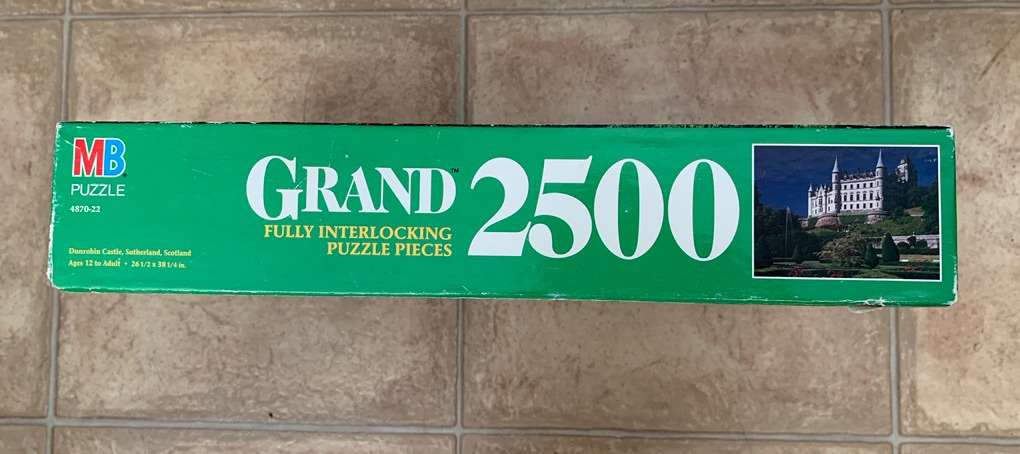 MB
PUZZLE
4870-22
Dunrobin Castle, Sutherland, Scotland
Ages 12 to Adult • 26 1/2 x 38 1/4 in.
GRAND™ 2500
FULLY INTERLOCKING
PUZZLE PIECES